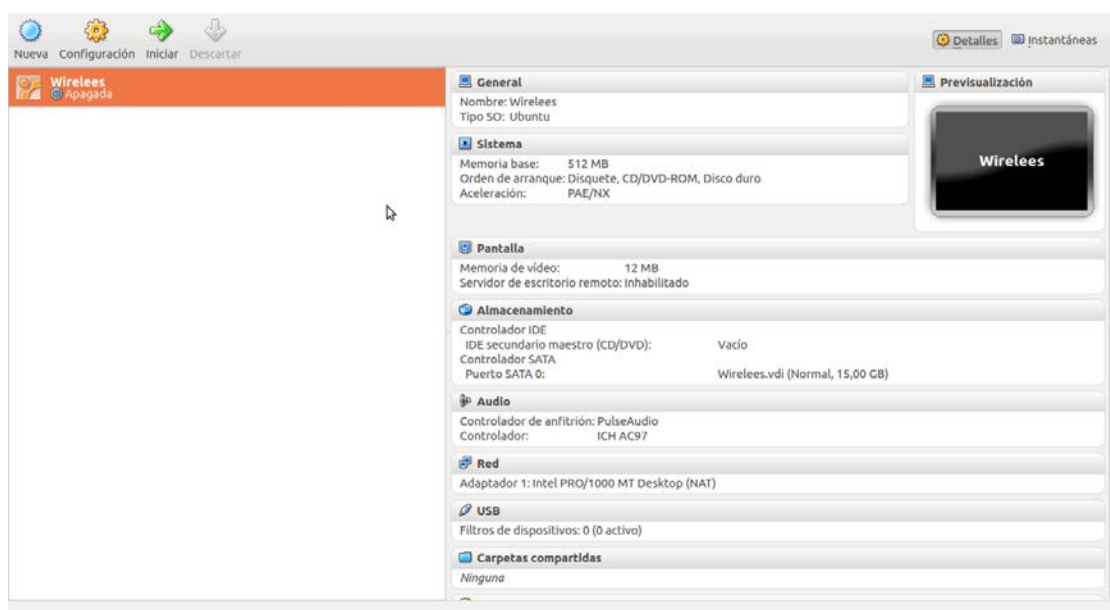 Nueva Configuración Iniciar Descartar
Detalles Instantáneas
Wirelees
Apagada
General
Nombre: Wirelees
Tipo SO: Ubuntu
Sistema
Memoria base: 512 MB
Orden de arranque: Disquete, CD/DVD-ROM, Disco duro
Aceleración: PAE/NX
Previsualización
Wirelees
Pantalla
Memoria de vídeo: 12 MB
Servidor de escritorio remoto: Inhabilitado
Almacenamiento
Controlador IDE
IDE secundario maestro (CD/DVD): Vacío
Controlador SATA
Puerto SATA 0: Wirelees.vdi (Normal, 15,00 GB)
Audio
Controlador de anfitrión: PulseAudio
Controlador: ICH AC97
Red
Adaptador 1: Intel PRO/1000 MT Desktop (NAT)
USB
Filtros de dispositivos: 0 (0 activo)
Carpetas compartidas
Ninguna